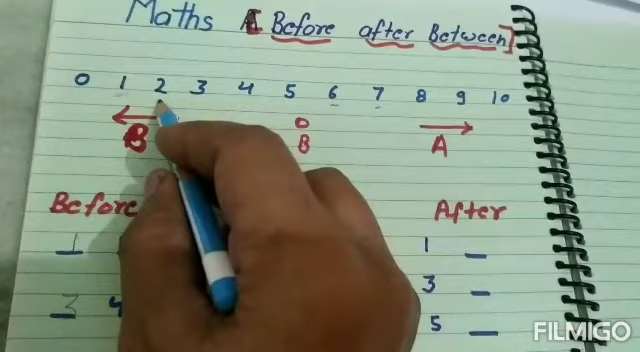 Maths [ Before after Between]
0 1 2 3 4 5 6 7 8 9 10
B B A
Before After
1 1 _
3 4 3 _
5 _
FILMIGO